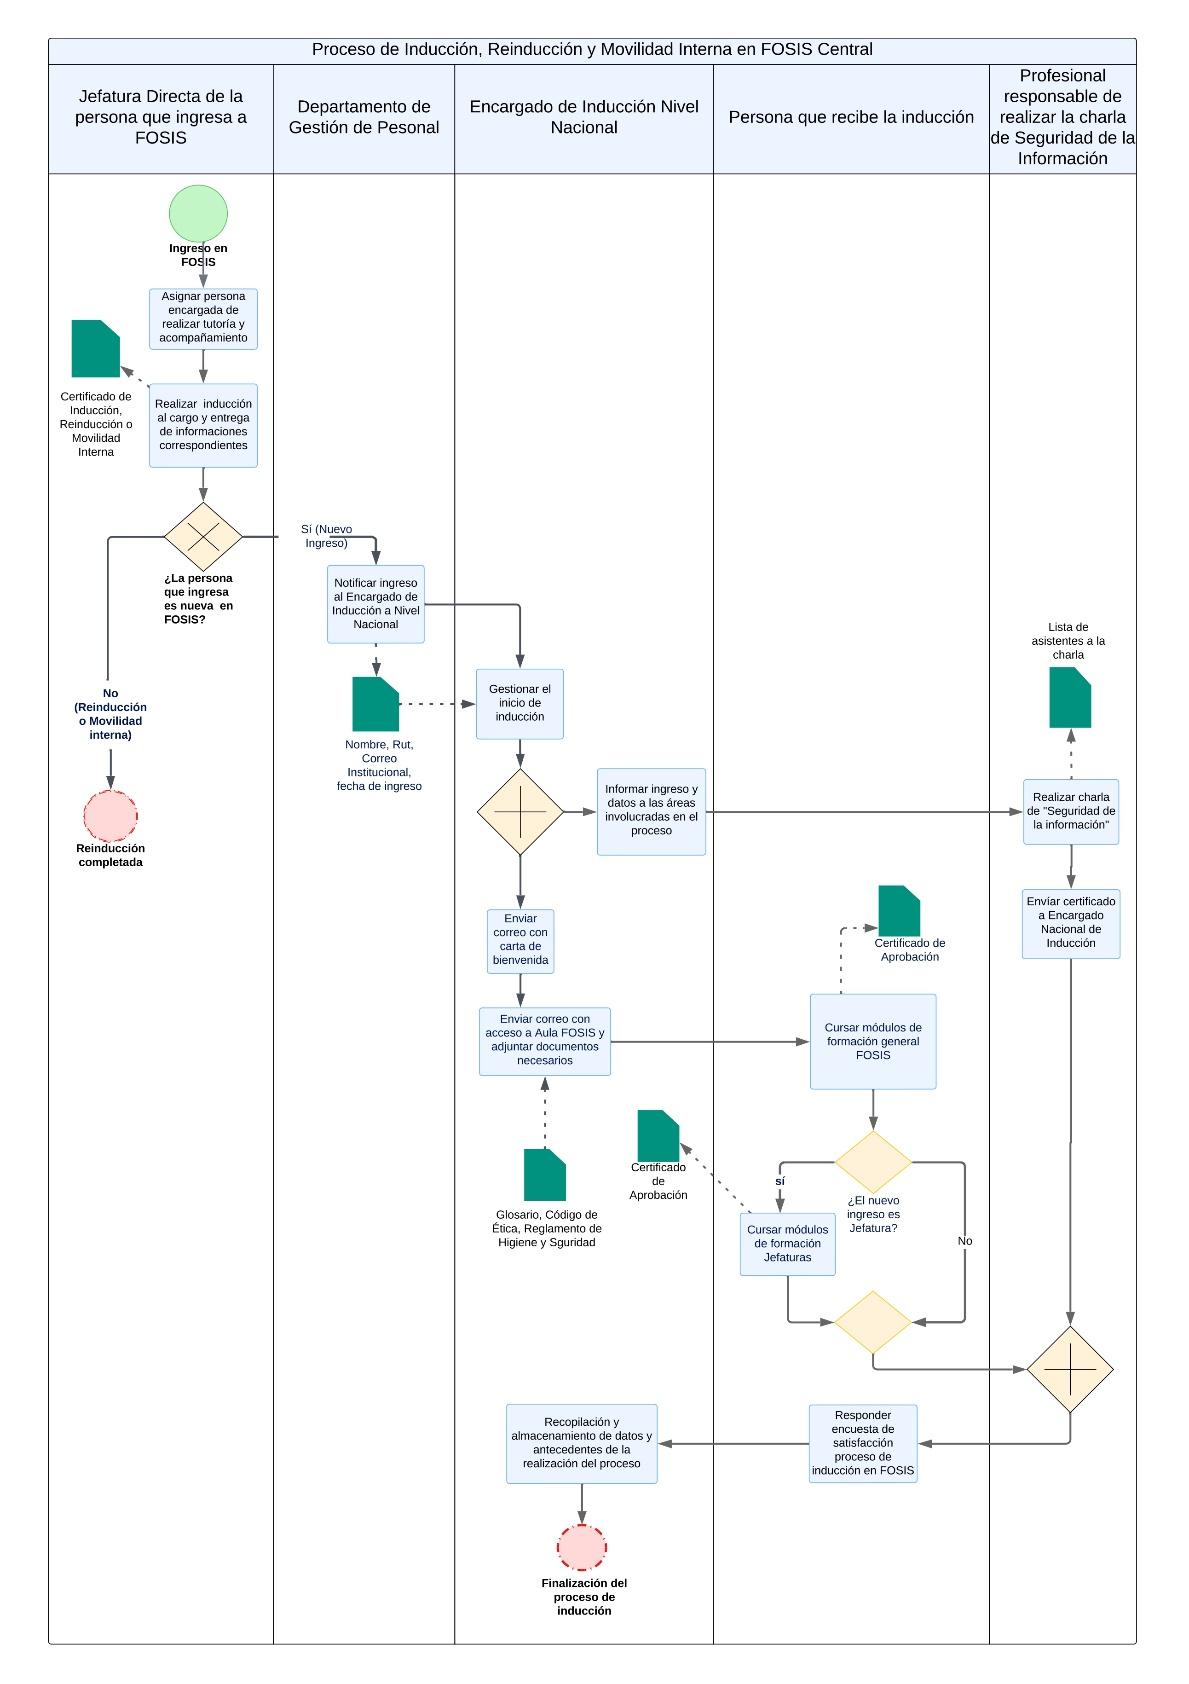 Proceso de Inducción, Reinducción y Movilidad Interna en FOSIS Central
Jefatura Directa de la
persona que ingresa a
FOSIS
Departamento de
Gestión de Pesonal
Encargado de Inducción Nivel
Nacional
Persona que recibe la inducción
Profesional
responsable de
realizar la charla
de Seguridad de la
Información
Ingreso en
FOSIS
Asignar persona
encargada de
realizar tutoría y
acompañamiento
Certificado de
Inducción,
Reinducción o
Movilidad
Interna
Realizar inducción
al cargo y entrega
de informaciones
correspondientes
¿La persona
que ingresa
es nueva en
FOSIS?
Sí (Nuevo
Ingreso)
No
(Reinducción
o Movilidad
interna)
Reinducción
completada
Notificar ingreso
al Encargado de
Inducción a Nivel
Nacional
Nombre, Rut,
Correo
Institucional,
fecha de ingreso
Gestionar el
inicio de
inducción
Informar ingreso y
datos a las áreas
involucradas en el
proceso
Lista de
asistentes a la
charla
Realizar charla
de "Seguridad de
la información"
Envíar certificado
a Encargado
Nacional de
Inducción
Enviar
correo con
carta de
bienvenida
Enviar correo con
acceso a Aula FOSIS y
adjuntar documentos
necesarios
Glosario, Código de
Ética, Reglamento de
Higiene y Sguridad
Certificado de
Aprobación
Cursar módulos de
formación general
FOSIS
Certificado
de
Aprobación
sí
¿El nuevo
ingreso es
Jefatura?
No
Cursar módulos
de formación
Jefaturas
Responder
encuesta de
satisfacción
proceso de
inducción en FOSIS
Recopilación y
almacenamiento de datos y
antecedentes de la
realización del proceso
Finalización del
proceso de
inducción